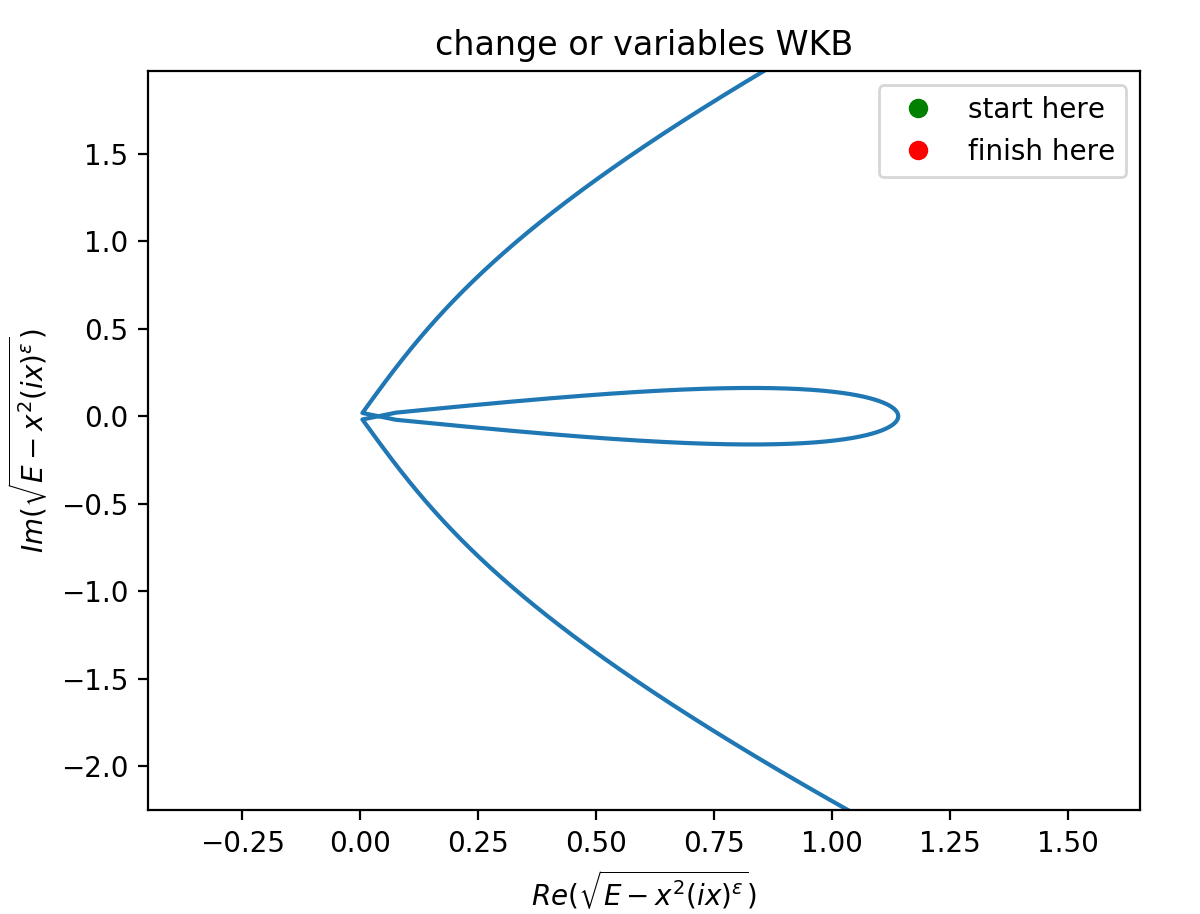 change or variables WKB
start here
finish here
1.5
1.0
0.5
0.0
−0.5
−1.0
−1.5
−2.0
Im(√E − x²(ix)^ε)
−0.25 0.00 0.25 0.50 0.75 1.00 1.25 1.50
Re(√E − x²(ix)^ε)